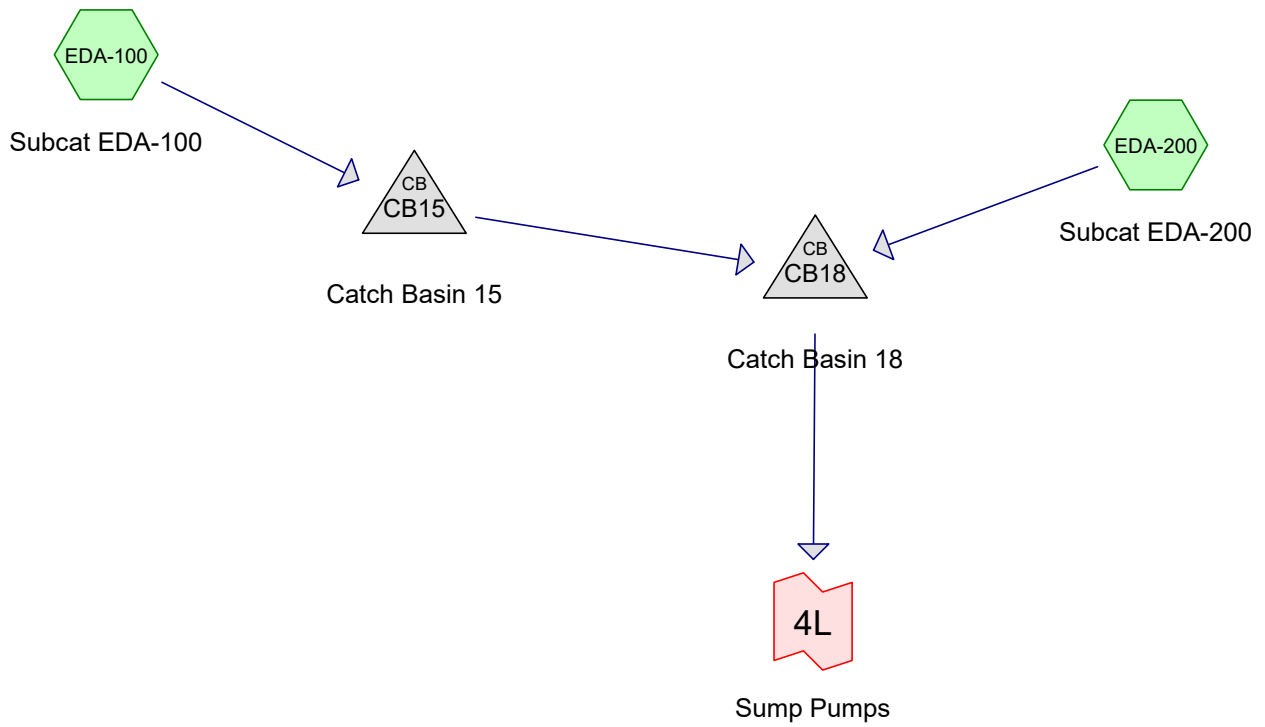 EDA-100
Subcat EDA-100
EDA-200
Subcat EDA-200
CB
CB15
Catch Basin 15
CB
CB18
Catch Basin 18
4L
Sump Pumps